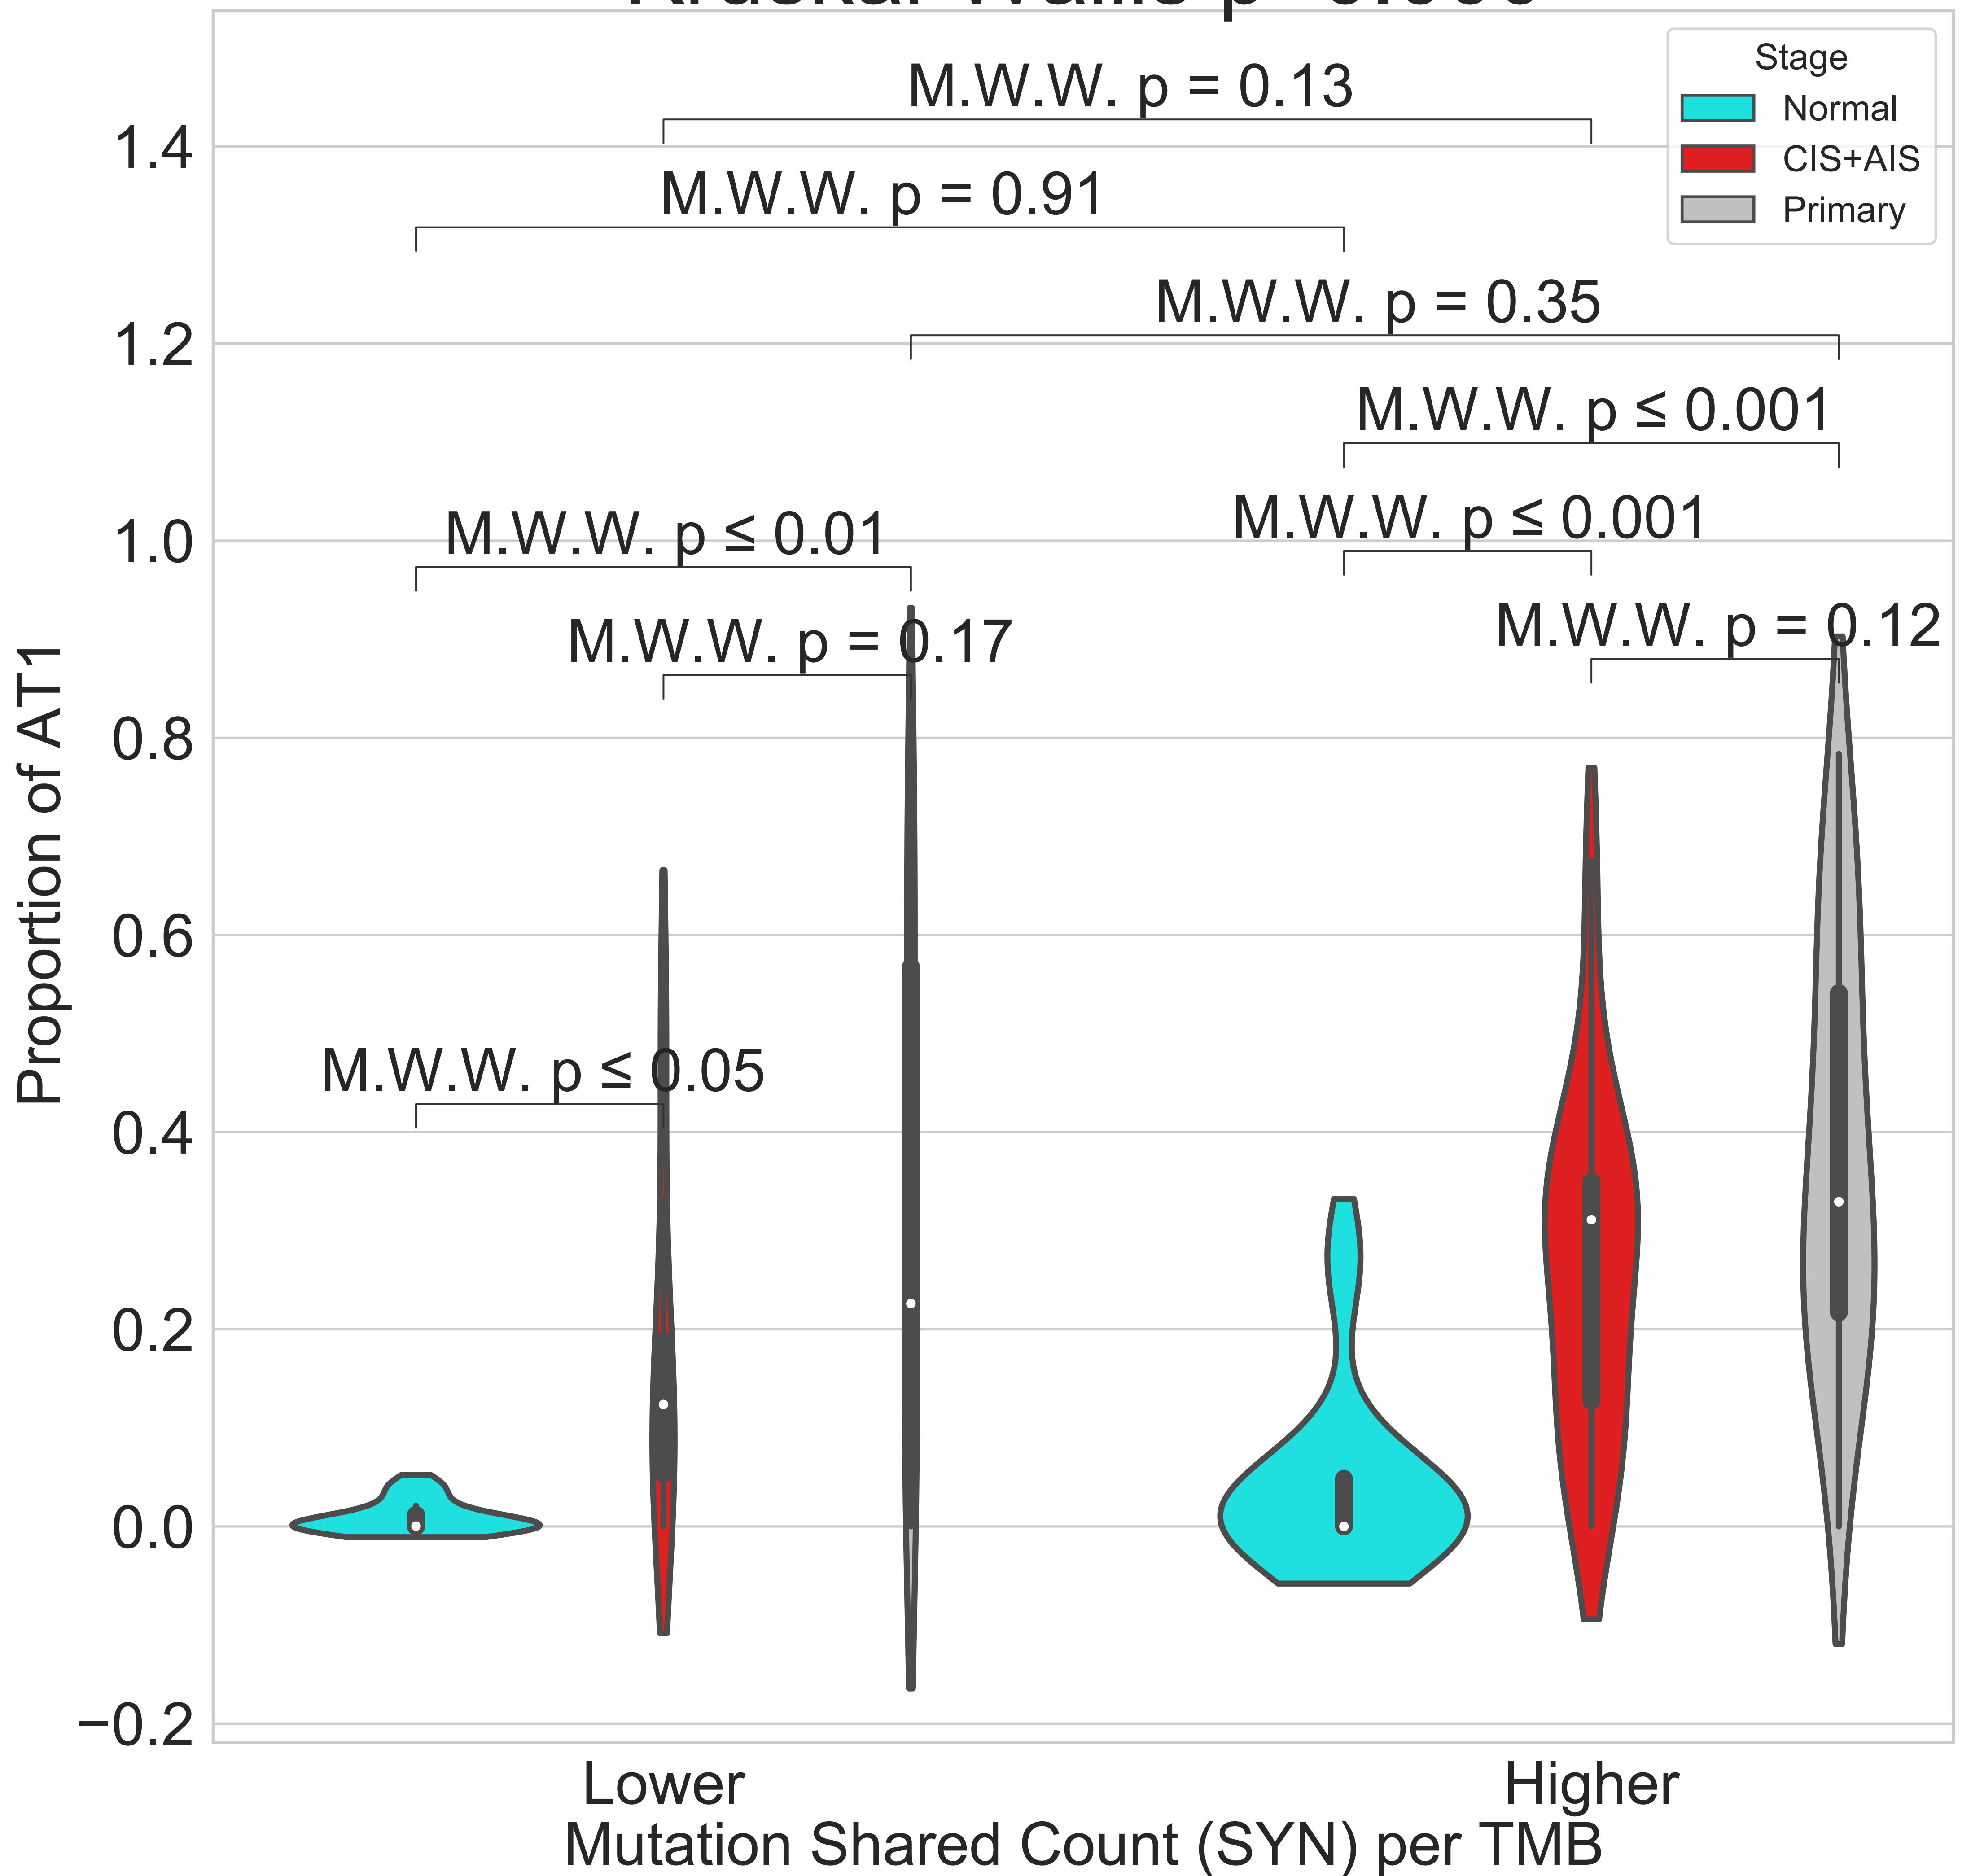 Stage
Normal
CIS+AIS
Primary
M.W.W. p = 0.13
M.W.W. p = 0.91
M.W.W. p = 0.35
M.W.W. p ≤ 0.001
M.W.W. p ≤ 0.001
M.W.W. p ≤ 0.01
M.W.W. p = 0.12
M.W.W. p = 0.17
M.W.W. p ≤ 0.05
1.4
1.2
1.0
0.8
0.6
0.4
0.2
0.0
−0.2
Proportion of AT1
Lower
Higher
Mutation Shared Count (SYN) per TMB